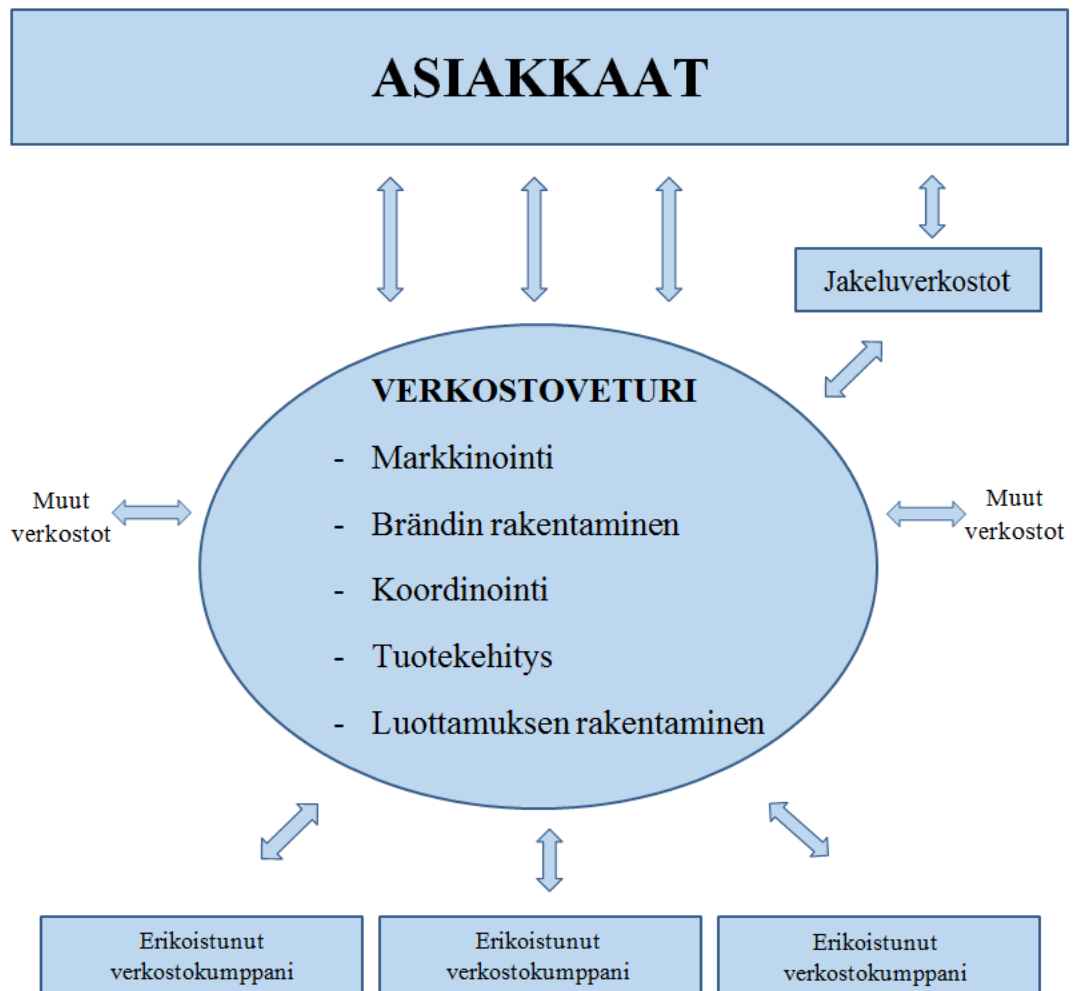 ASIAKKAAT
Jakeluverkostot
VERKOSTOVETURI
- Markkinointi
- Brändin rakentaminen
- Koordinointi
- Tuotekehitys
- Luottamuksen rakentaminen
Muut
verkostot
Muut
verkostot
Erikoistunut
verkostokumppani
Erikoistunut
verkostokumppani
Erikoistunut
verkostokumppani